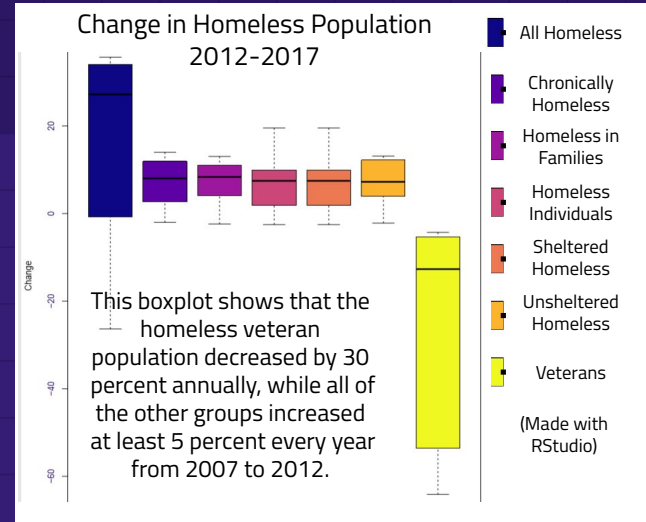 Change in Homeless Population
2012-2017
20
0
-20
-40
-60
Change
This boxplot shows that the
homeless veteran
population decreased by 30
percent annually, while all of
the other groups increased
at least 5 percent every year
from 2007 to 2012.
All Homeless
Chronically
Homeless
Homeless in
Families
Homeless
Individuals
Sheltered
Homeless
Unsheltered
Homeless
Veterans
(Made with
RStudio)